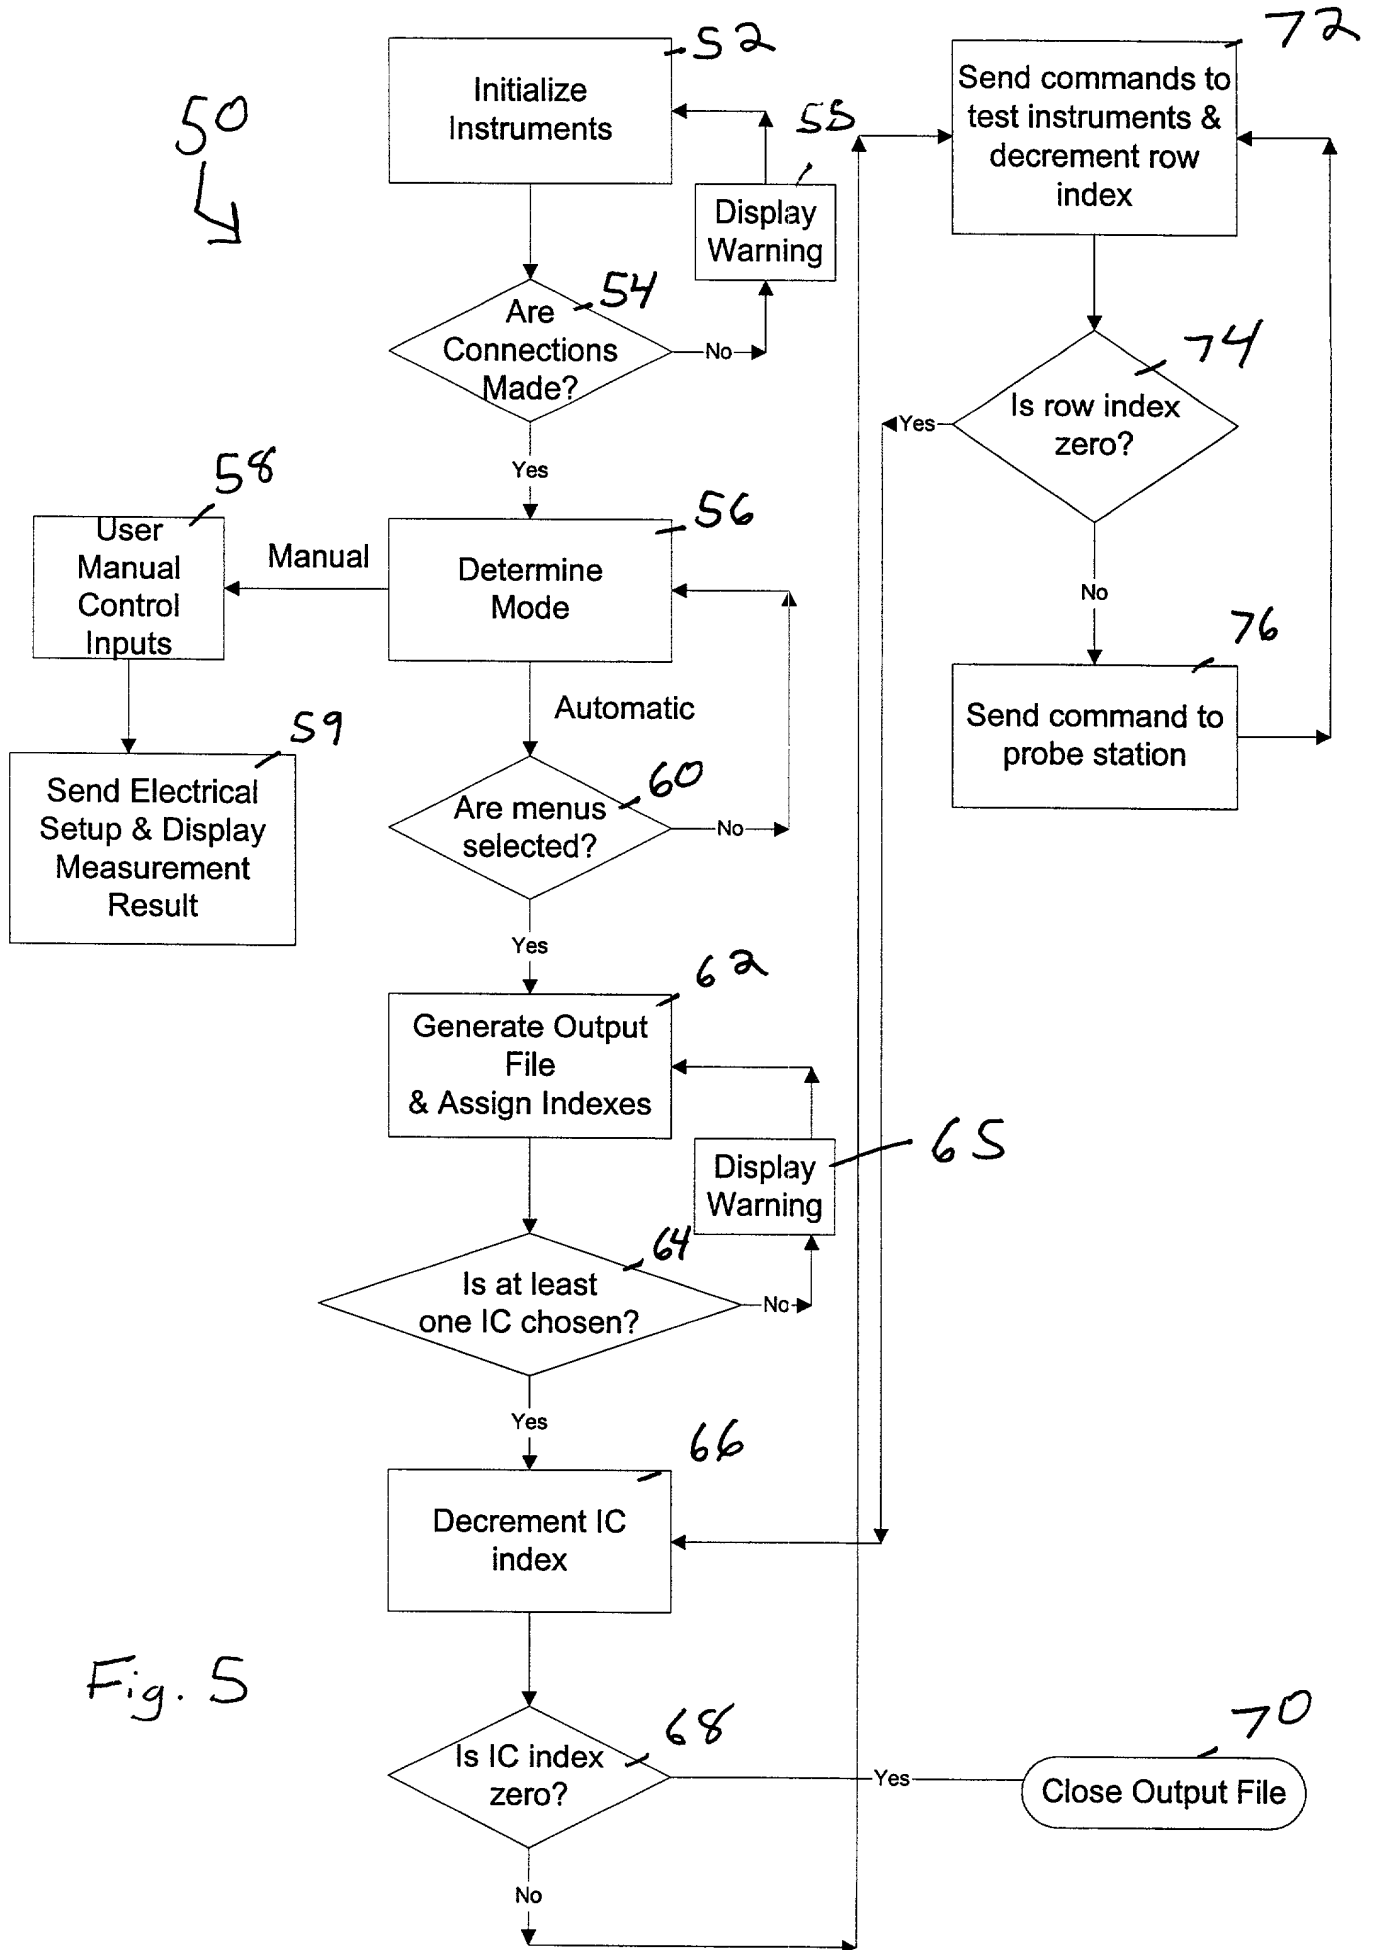 50
52
Initialize
Instruments
55
Display
Warning
54
Are
Connections
Made?
No
Yes
58
User
Manual
Control
Inputs
Manual
56
Determine
Mode
59
Send Electrical
Setup & Display
Measurement
Result
Automatic
60
Are menus
selected?
No
Yes
62
Generate Output
File
& Assign Indexes
65
Display
Warning
64
Is at least
one IC chosen?
No
Yes
66
Decrement IC
index
68
Is IC index
zero?
Yes
70
Close Output File
No
72
Send commands to
test instruments &
decrement row
index
74
Is row index
zero?
Yes
No
76
Send command to
probe station
Fig. 5